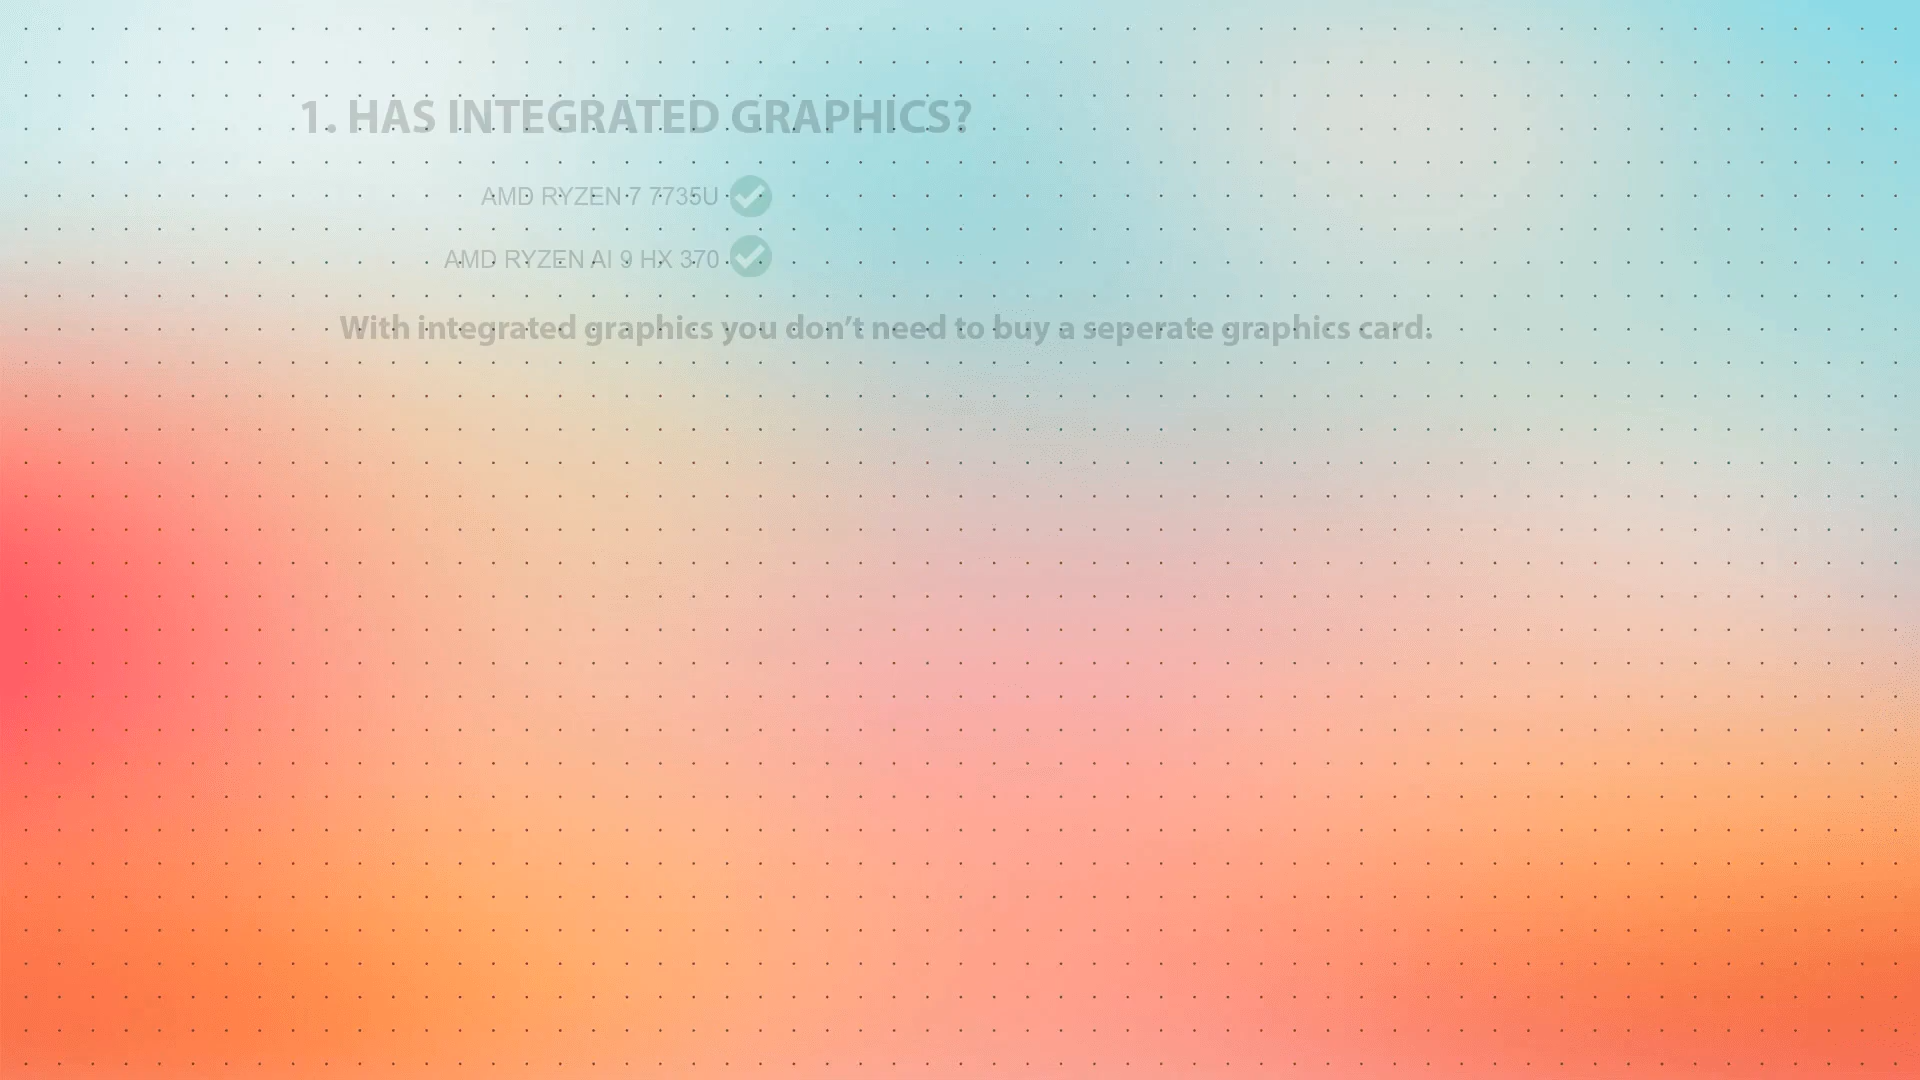 1. HAS INTEGRATED GRAPHICS?
AMD RYZEN 7 7735U
AMD RYZEN AI 9 HX 370
With integrated graphics you don’t need to buy a seperate graphics card.